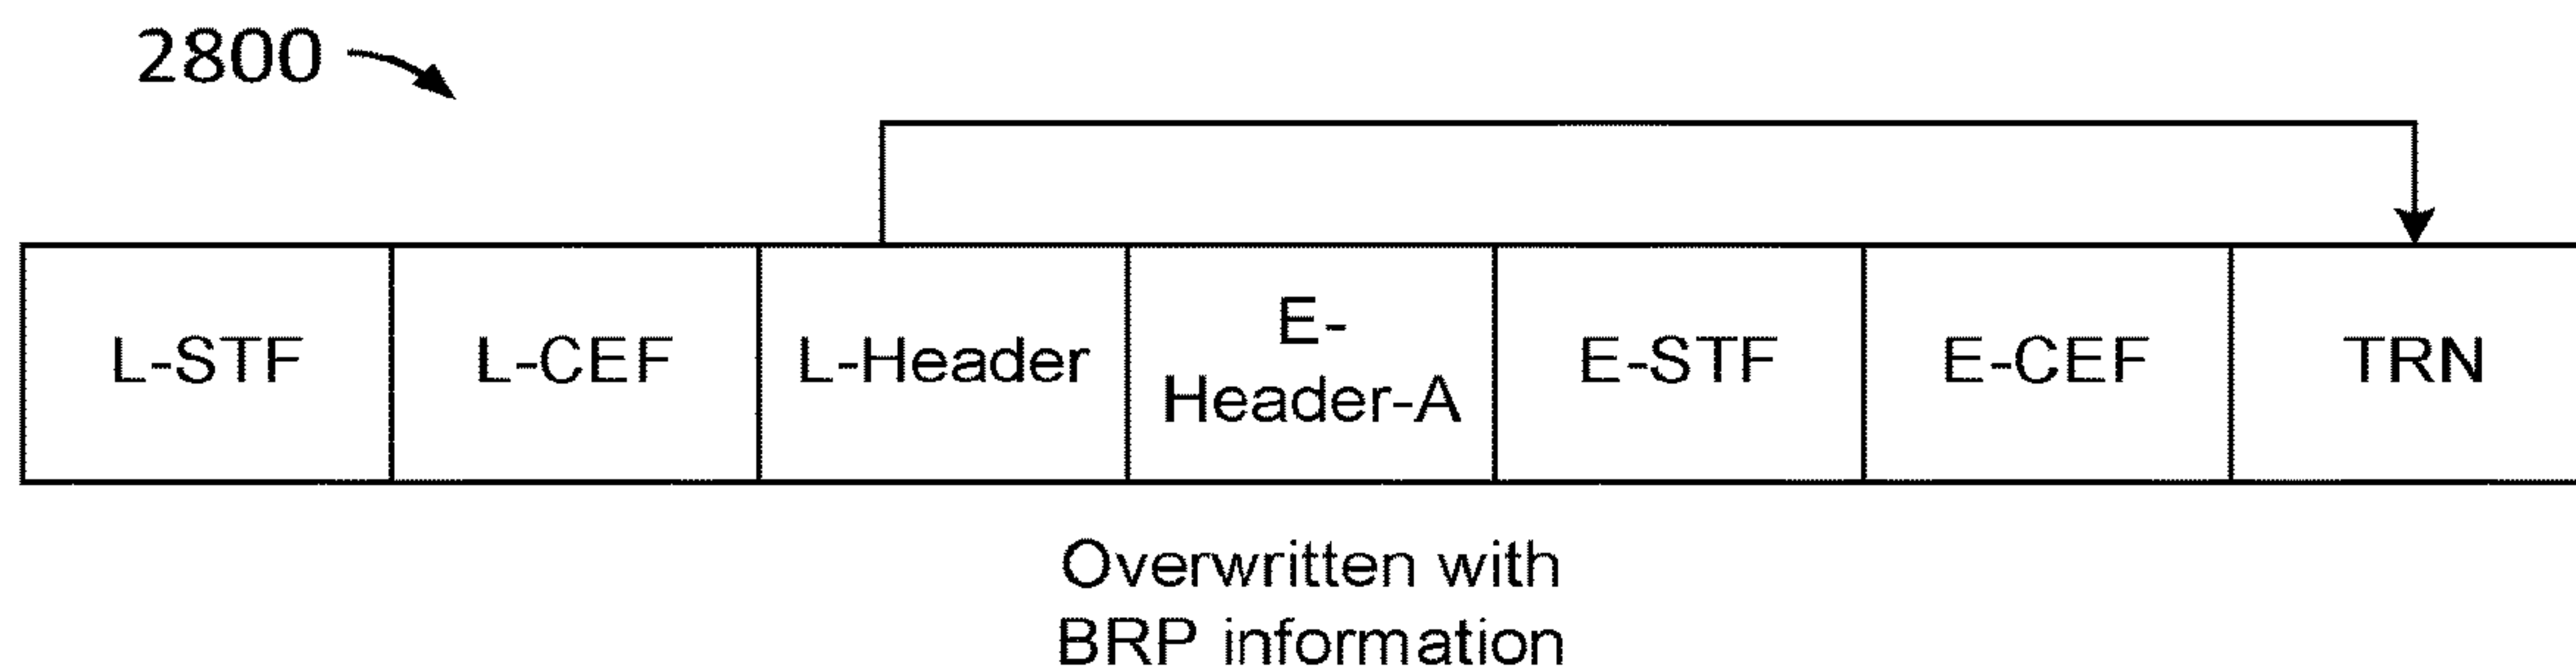 2800
L-STF L-CEF L-Header E-
Header-A E-STF E-CEF TRN
Overwritten with
BRP information